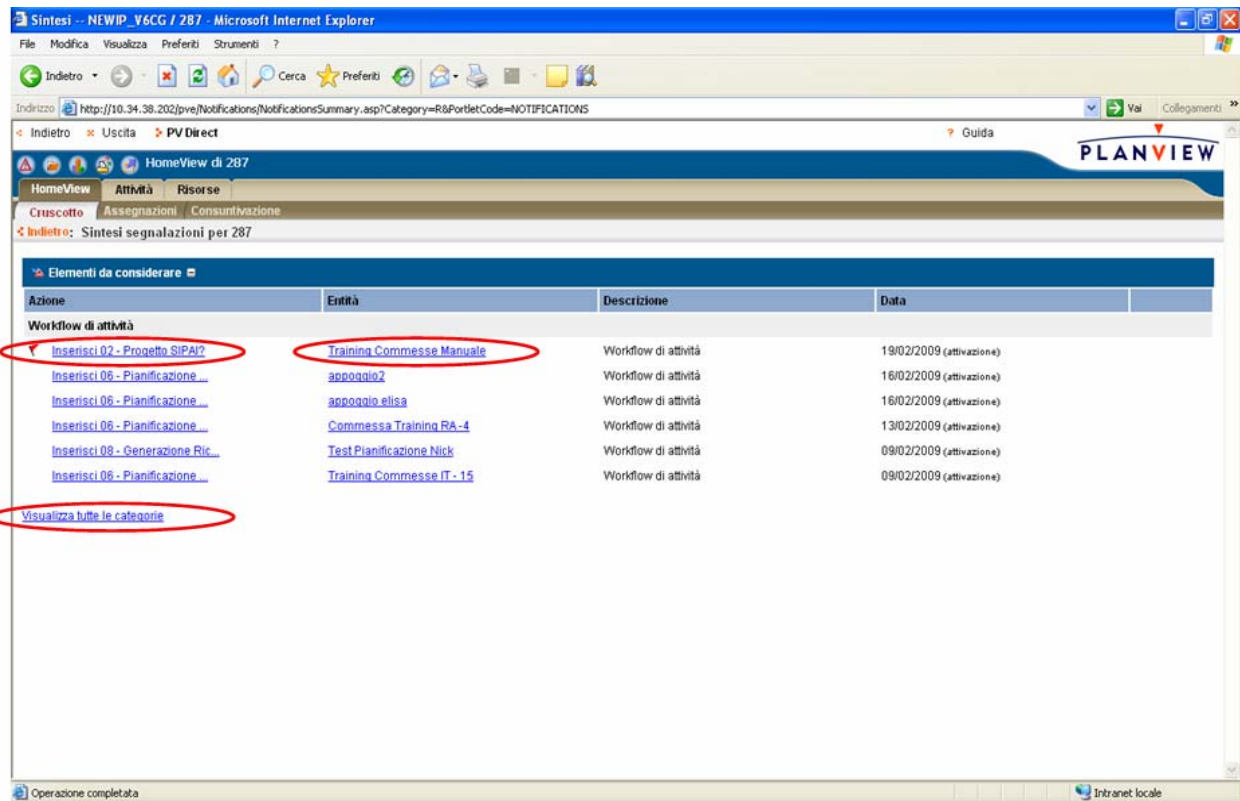 Sintesi -- NEWIP_V6CG / 287 - Microsoft Internet Explorer
File Modifica Visualizza Preferiti Strumenti ?
Indietro Cerca Preferiti
Indirizzo http://10.34.38.202/pve/Notifications/NotificationsSummary.asp?Category=R&PortletCode=NOTIFICATIONS Vai Collegamenti »
Indietro Uscita PV Direct ? Guida
PLANVIEW
HomeView di 287
HomeView Attività Risorse
Cruscotto Assegnazioni Consuntivazione
Indietro: Sintesi segnalazioni per 287
Elementi da considerare
Azione Entità Descrizione Data
Workflow di attività
Inserisci 02 - Progetto SIPAI? Training Commesse Manuale Workflow di attività 19/02/2009 (attivazione)
Inserisci 06 - Pianificazione ... appoggio2 Workflow di attività 16/02/2009 (attivazione)
Inserisci 06 - Pianificazione ... appoggio elisa Workflow di attività 16/02/2009 (attivazione)
Inserisci 06 - Pianificazione ... Commessa Training RA -4 Workflow di attività 13/02/2009 (attivazione)
Inserisci 08 - Generazione Ric... Test Pianificazione Nick Workflow di attività 09/02/2009 (attivazione)
Inserisci 06 - Pianificazione ... Training Commesse IT - 15 Workflow di attività 09/02/2009 (attivazione)
Visualizza tutte le categorie
Operazione completata Intranet locale